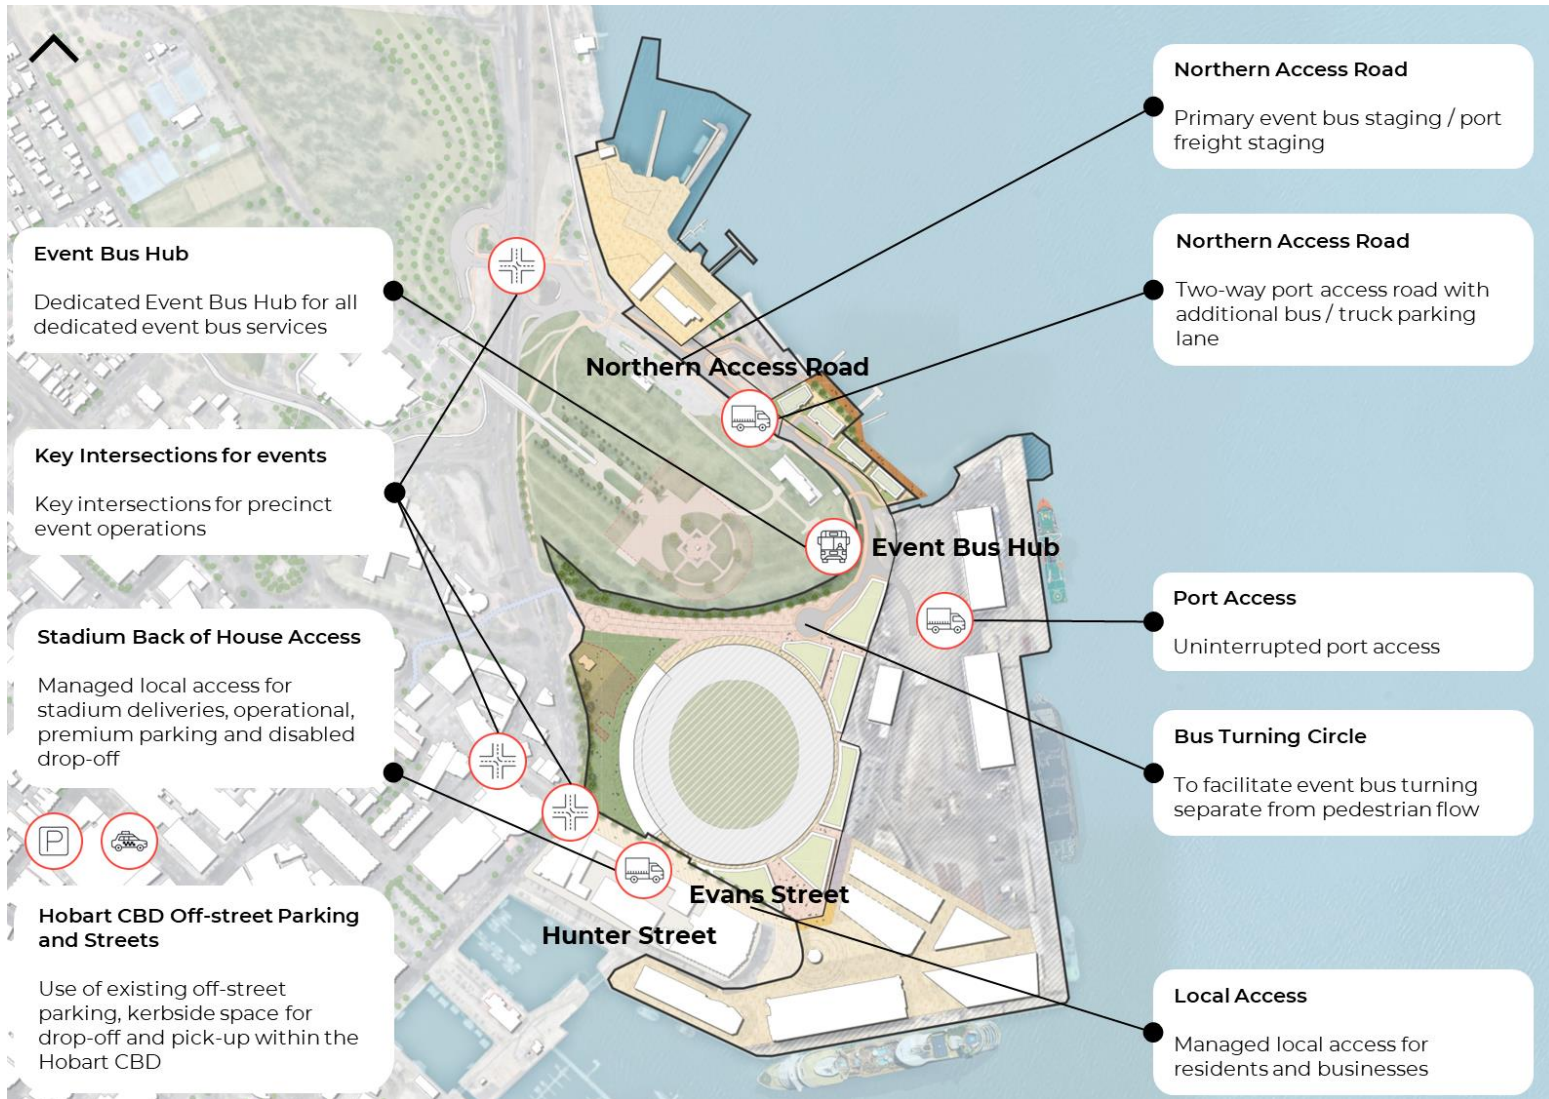 Event Bus Hub
Dedicated Event Bus Hub for all
dedicated event bus services
Key Intersections for events
Key intersections for precinct
event operations
Stadium Back of House Access
Managed local access for
stadium deliveries, operational,
premium parking and disabled
drop-off
P
Hobart CBD Off-street Parking
and Streets
Use of existing off-street
parking, kerbside space for
drop-off and pick-up within the
Hobart CBD
Northern Access Road
Event Bus Hub
Evans Street
Hunter Street
Northern Access Road
Primary event bus staging / port
freight staging
Northern Access Road
Two-way port access road with
additional bus / truck parking
lane
Port Access
Uninterrupted port access
Bus Turning Circle
To facilitate event bus turning
separate from pedestrian flow
Local Access
Managed local access for
residents and businesses